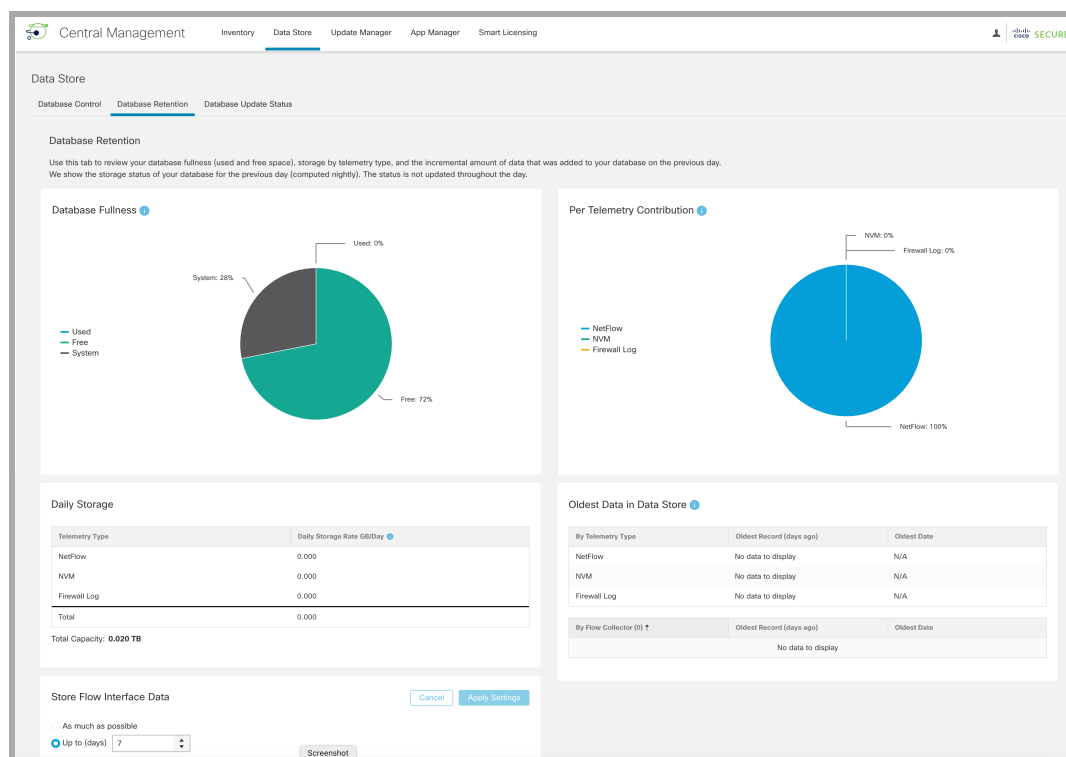 Central Management
Inventory
Data Store
Update Manager
App Manager
Smart Licensing
cisco SECURE
Data Store
Database Control
Database Retention
Database Update Status
Database Retention
Use this tab to review your database fullness (used and free space), storage by telemetry type, and the incremental amount of data that was added to your database on the previous day.
We show the storage status of your database for the previous day (computed nightly). The status is not updated throughout the day.
Database Fullness
Used: 0%
System: 28%
Used
Free
System
Free: 72%
Per Telemetry Contribution
NVM: 0%
Firewall Log: 0%
NetFlow
NVM
Firewall Log
NetFlow: 100%
Daily Storage
Telemetry Type Daily Storage Rate GB/Day
NetFlow 0.000
NVM 0.000
Firewall Log 0.000
Total 0.000
Total Capacity: 0.020 TB
Oldest Data in Data Store
By Telemetry Type Oldest Record (days ago) Oldest Date
NetFlow No data to display N/A
NVM No data to display N/A
Firewall Log No data to display N/A
By Flow Collector (0) Oldest Record (days ago) Oldest Date
No data to display
Store Flow Interface Data
Cancel
Apply Settings
As much as possible
Up to (days) 7
Screenshot